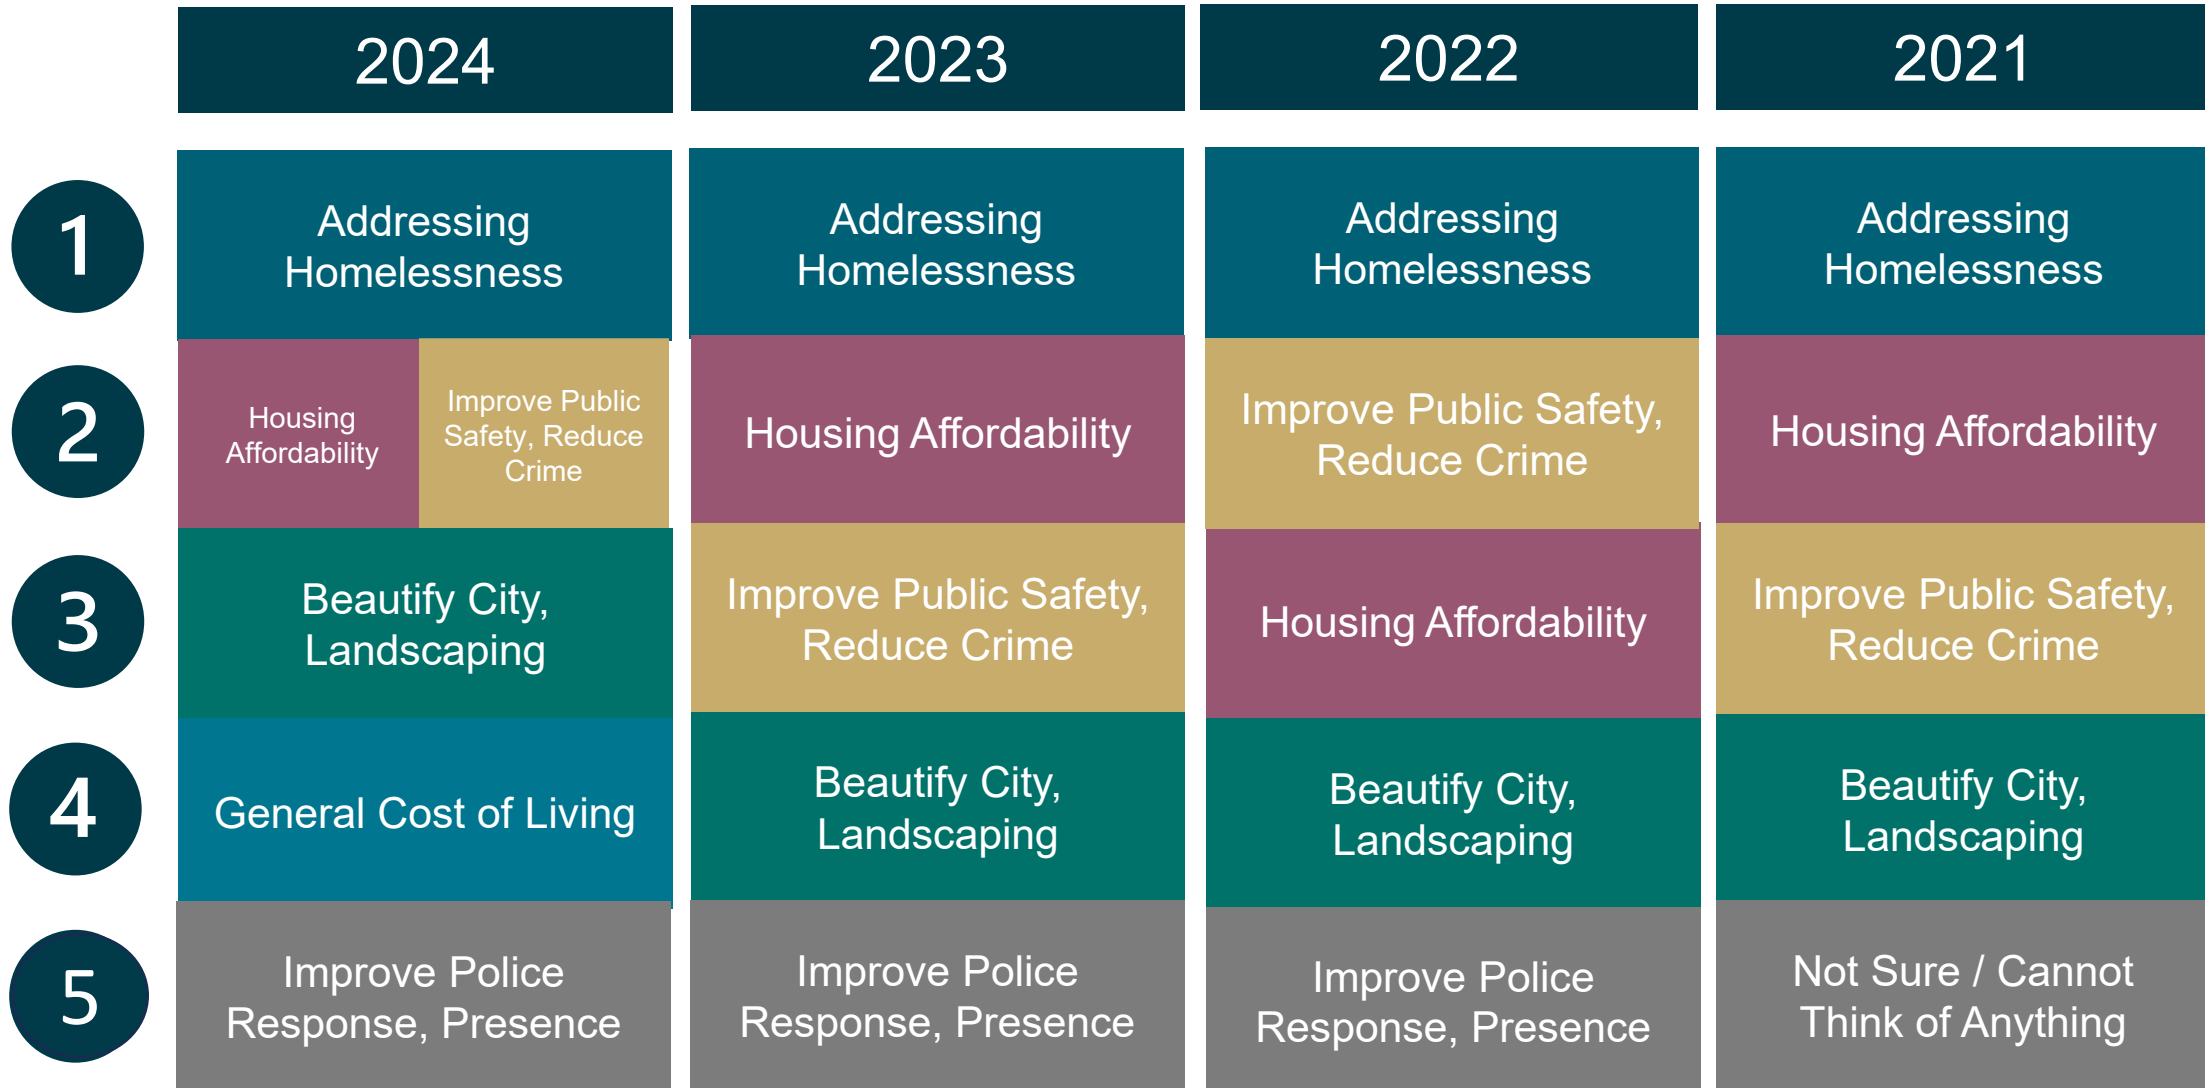 2024
2023
2022
2021
1
Addressing
Homelessness
Addressing
Homelessness
Addressing
Homelessness
Addressing
Homelessness
2
Housing
Affordability
Improve Public
Safety, Reduce
Crime
Housing Affordability
Improve Public Safety,
Reduce Crime
Housing Affordability
3
Beautify City,
Landscaping
Improve Public Safety,
Reduce Crime
Housing Affordability
Improve Public Safety,
Reduce Crime
4
General Cost of Living
Beautify City,
Landscaping
Beautify City,
Landscaping
Beautify City,
Landscaping
5
Improve Police
Response, Presence
Improve Police
Response, Presence
Improve Police
Response, Presence
Not Sure / Cannot
Think of Anything